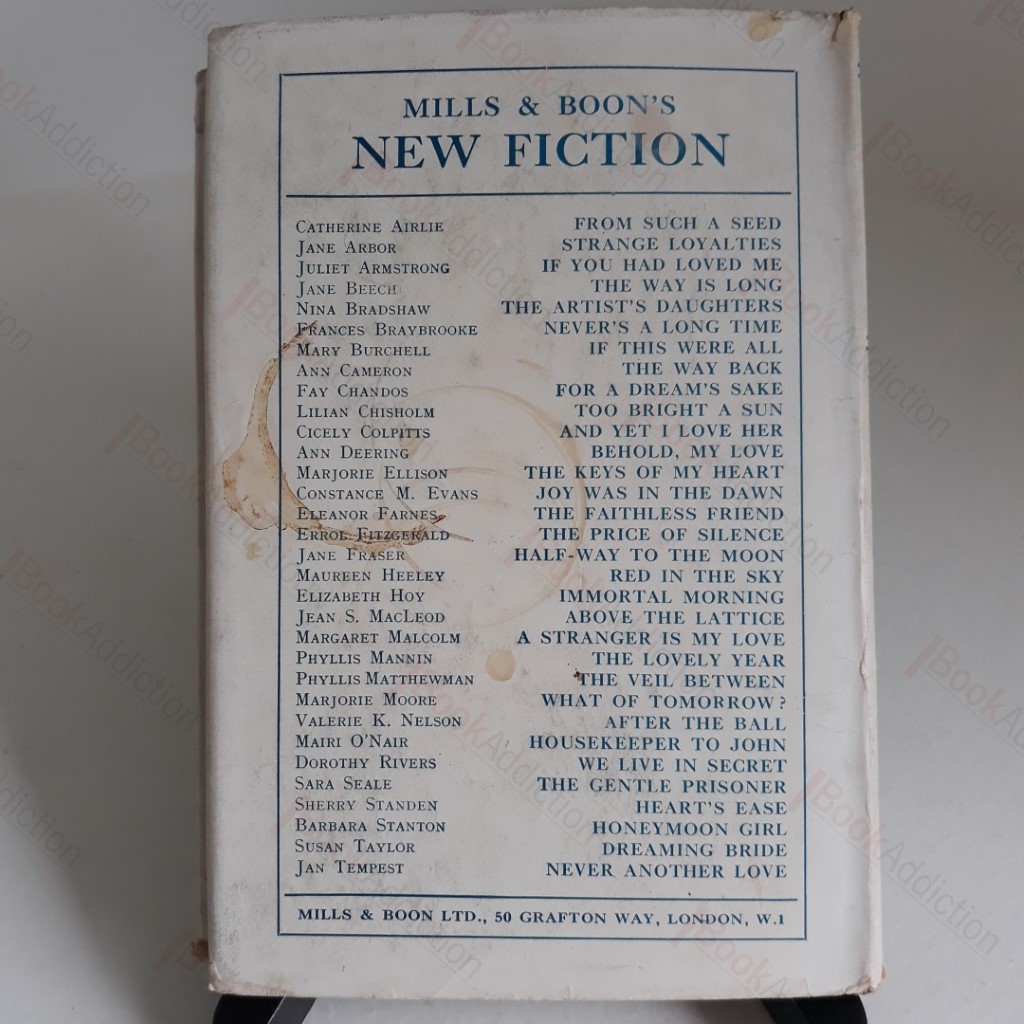 MILLS & BOON'S
NEW FICTION
CATHERINE AIRLIE FROM SUCH A SEED
JANE ARBOR STRANGE LOYALTIES
JULIET ARMSTRONG IF YOU HAD LOVED ME
JANE BEECH THE WAY IS LONG
NINA BRADSHAW THE ARTIST'S DAUGHTERS
FRANCES BRAYBROOKE NEVER'S A LONG TIME
MARY BURCHELL IF THIS WERE ALL
ANN CAMERON THE WAY BACK
FAY CHANDOS FOR A DREAM'S SAKE
LILIAN CHISHOLM TOO BRIGHT A SUN
CICELY COLPITTS AND YET I LOVE HER
ANN DEERING BEHOLD, MY LOVE
MARJORIE ELLISON THE KEYS OF MY HEART
CONSTANCE M. EVANS JOY WAS IN THE DAWN
ELEANOR FARNES THE FAITHLESS FRIEND
ERROL FITZGERALD THE PRICE OF SILENCE
JANE FRASER HALF-WAY TO THE MOON
MAUREEN HEELEY RED IN THE SKY
ELIZABETH HOY IMMORTAL MORNING
JEAN S. MACLEOD ABOVE THE LATTICE
MARGARET MALCOLM A STRANGER IS MY LOVE
PHYLLIS MANNIN THE LOVELY YEAR
PHYLLIS MATTHEWMAN THE VEIL BETWEEN
MARJORIE MOORE WHAT OF TOMORROW?
VALERIE K. NELSON AFTER THE BALL
MAIRI O'NAIR HOUSEKEEPER TO JOHN
DOROTHY RIVERS WE LIVE IN SECRET
SARA SEALE THE GENTLE PRISONER
SHERRY STANDEN HEART'S EASE
BARBARA STANTON HONEYMOON GIRL
SUSAN TAYLOR DREAMING BRIDE
JAN TEMPEST NEVER ANOTHER LOVE
MILLS & BOON LTD., 50 GRAFTON WAY, LONDON, W.1
BookAddiction